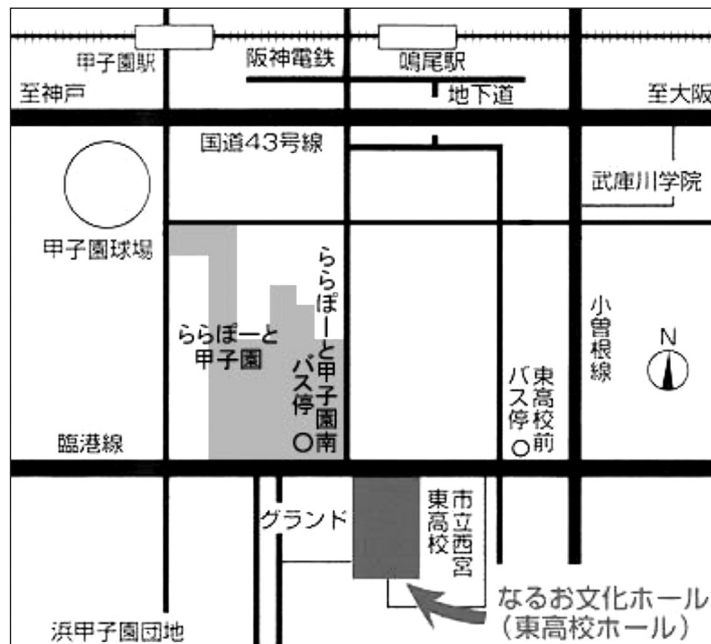 甲子園駅
阪神電鉄
鳴尾駅
至神戸
地下道
至大阪
国道43号線
武庫川学院
甲子園球場
ららぽーと
甲子園
ららぽーと甲子園南
バス停
小曽根線
N
東高校前
バス停
臨港線
グランド
市立西宮
東高校
なるお文化ホール
（東高校ホール）
浜甲子園団地